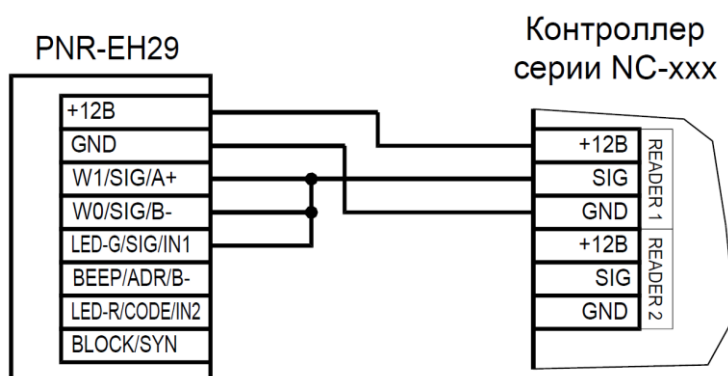 PNR-EH29
Контроллер
серии NC-xxx
+12В
GND
W1/SIG/A+
W0/SIG/B-
LED-G/SIG/IN1
BEEP/ADR/B-
LED-R/CODE/IN2
BLOCK/SYN
+12В
SIG
GND
+12В
SIG
GND
READER 1
READER 2